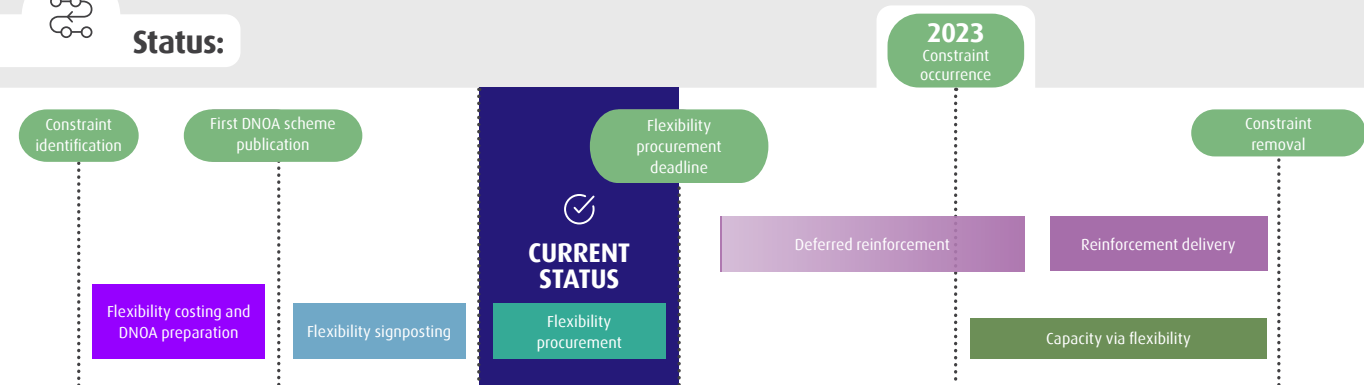 Status:
2023
Constraint
occurrence
Constraint
identification
First DNOA scheme
publication
Flexibility
procurement
deadline
Constraint
removal
CURRENT
STATUS
Deferred reinforcement
Reinforcement delivery
Flexibility costing and
DNOA preparation
Flexibility signposting
Flexibility
procurement
Capacity via flexibility